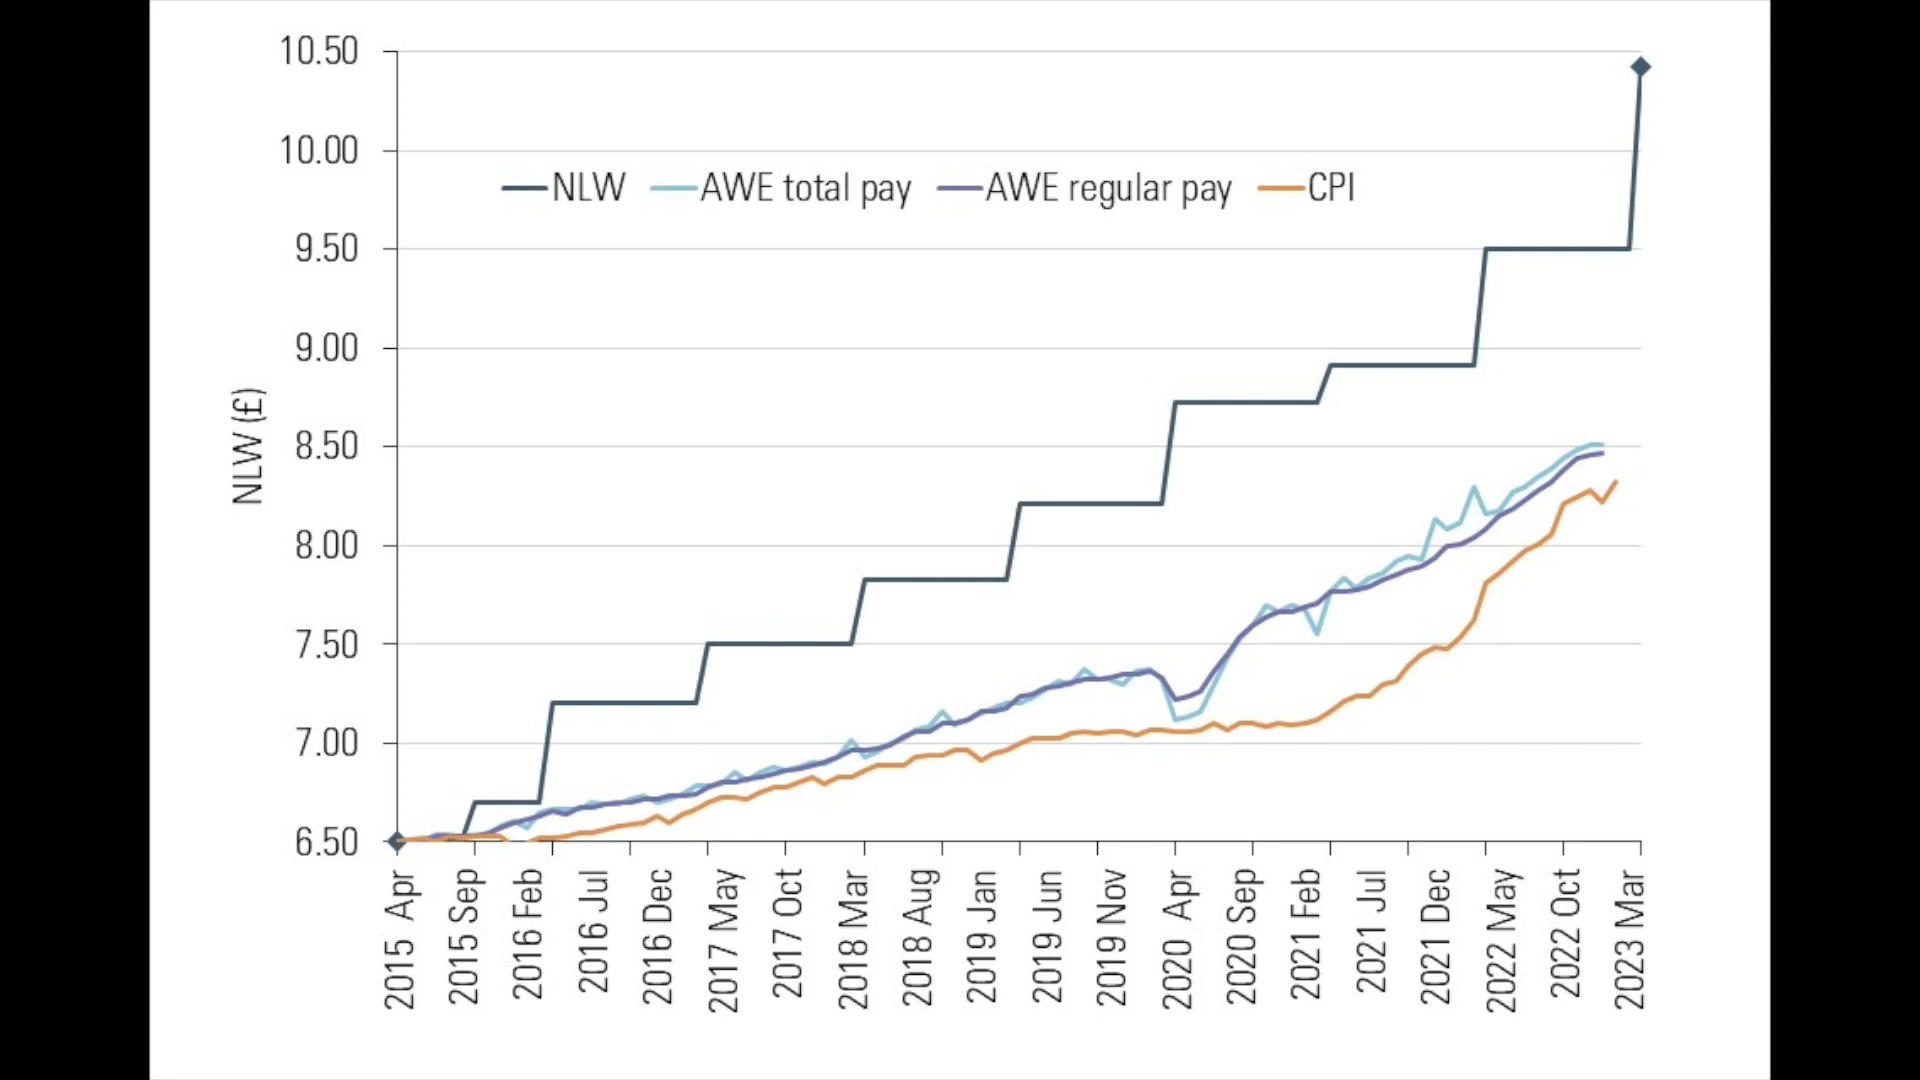 10.50
10.00
9.50
9.00
8.50
8.00
7.50
7.00
6.50
NLW (£)
NLW AWE total pay AWE regular pay CPI
2015 Apr
2015 Sep
2016 Feb
2016 Jul
2016 Dec
2017 May
2017 Oct
2018 Mar
2018 Aug
2019 Jan
2019 Jun
2019 Nov
2020 Apr
2020 Sep
2021 Feb
2021 Jul
2021 Dec
2022 May
2022 Oct
2023 Mar